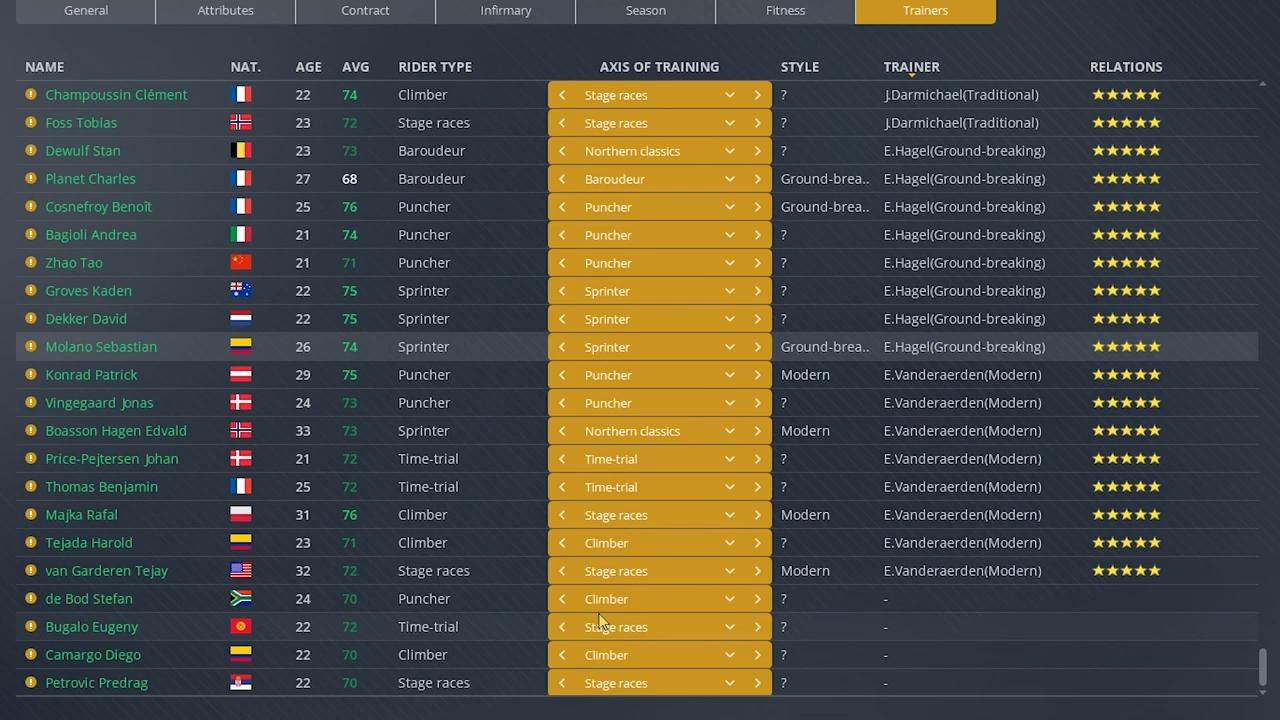 General Attributes Contract Infirmary Season Fitness Trainers
NAME NAT. AGE AVG RIDER TYPE AXIS OF TRAINING STYLE TRAINER RELATIONS
Champoussin Clément 22 74 Climber Stage races ? J.Darmichael(Traditional)
Foss Tobias 23 72 Stage races Stage races ? J.Darmichael(Traditional)
Dewulf Stan 23 73 Baroudeur Northern classics ? E.Hagel(Ground-breaking)
Planet Charles 27 68 Baroudeur Baroudeur Ground-brea.. E.Hagel(Ground-breaking)
Cosnefroy Benoît 25 76 Puncher Puncher Ground-brea.. E.Hagel(Ground-breaking)
Bagioli Andrea 21 74 Puncher Puncher ? E.Hagel(Ground-breaking)
Zhao Tao 21 71 Puncher Puncher ? E.Hagel(Ground-breaking)
Groves Kaden 22 75 Sprinter Sprinter ? E.Hagel(Ground-breaking)
Dekker David 22 75 Sprinter Sprinter ? E.Hagel(Ground-breaking)
Molano Sebastian 26 74 Sprinter Sprinter Ground-brea.. E.Hagel(Ground-breaking)
Konrad Patrick 29 75 Puncher Puncher Modern E.Vanderaerden(Modern)
Vingegaard Jonas 24 73 Puncher Puncher ? E.Vanderaerden(Modern)
Boasson Hagen Edvald 33 73 Sprinter Northern classics Modern E.Vanderaerden(Modern)
Price-Pejtersen Johan 21 72 Time-trial Time-trial ? E.Vanderaerden(Modern)
Thomas Benjamin 25 72 Time-trial Time-trial ? E.Vanderaerden(Modern)
Majka Rafal 31 76 Climber Stage races Modern E.Vanderaerden(Modern)
Tejada Harold 23 71 Climber Climber ? E.Vanderaerden(Modern)
van Garderen Tejay 32 72 Stage races Stage races Modern E.Vanderaerden(Modern)
de Bod Stefan 24 70 Puncher Climber ? -
Bugalo Eugeny 22 72 Time-trial Stage races ? -
Camargo Diego 22 70 Climber Climber ? -
Petrovic Predrag 22 70 Stage races Stage races ? -